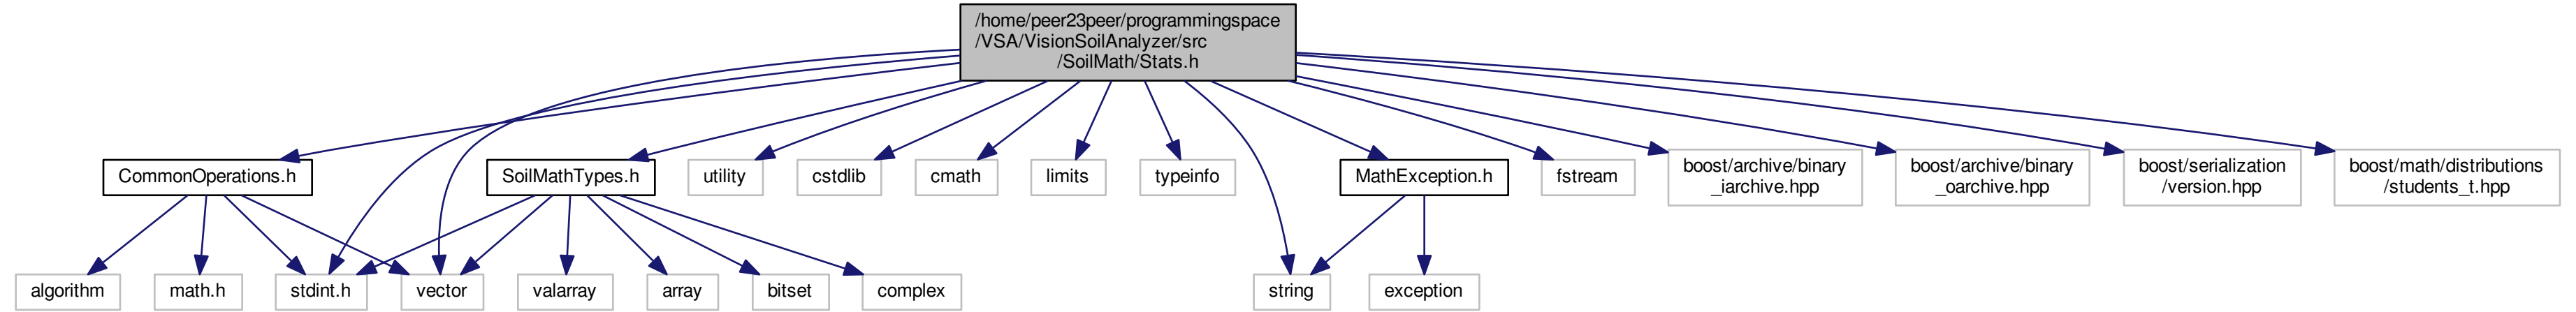 /home/peer23peer/programmingspace
/VSA/VisionSoilAnalyzer/src
/SoilMath/Stats.h
CommonOperations.h
SoilMathTypes.h
utility
cstdlib
cmath
limits
typeinfo
MathException.h
fstream
boost/archive/binary
_iarchive.hpp
boost/archive/binary
_oarchive.hpp
boost/serialization
/version.hpp
boost/math/distributions
/students_t.hpp
algorithm
math.h
stdint.h
vector
valarray
array
bitset
complex
string
exception